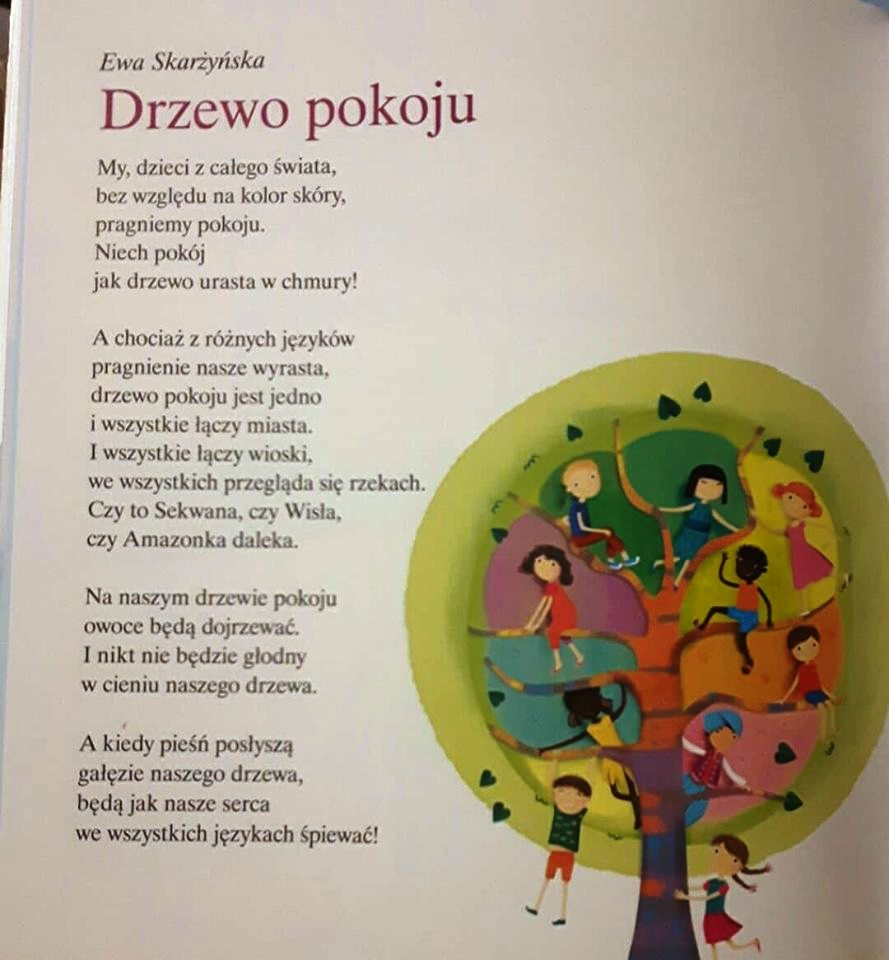 Ewa Skarżyńska
Drzewo pokoju
My, dzieci z całego świata,
bez względu na kolor skóry,
pragniemy pokoju.
Niech pokój
jak drzewo urasta w chmury!
A chociaż z różnych języków
pragnienie nasze wyrasta,
drzewo pokoju jest jedno
i wszystkie łączy miasta.
I wszystkie łączy wioski,
we wszystkich przegląda się rzekach.
Czy to Sekwana, czy Wisła,
czy Amazonka daleka.
Na naszym drzewie pokoju
owoce będą dojrzewać.
I nikt nie będzie głodny
w cieniu naszego drzewa.
A kiedy pieśń posłyszą
gałęzie naszego drzewa,
będą jak nasze serca
we wszystkich językach śpiewać!